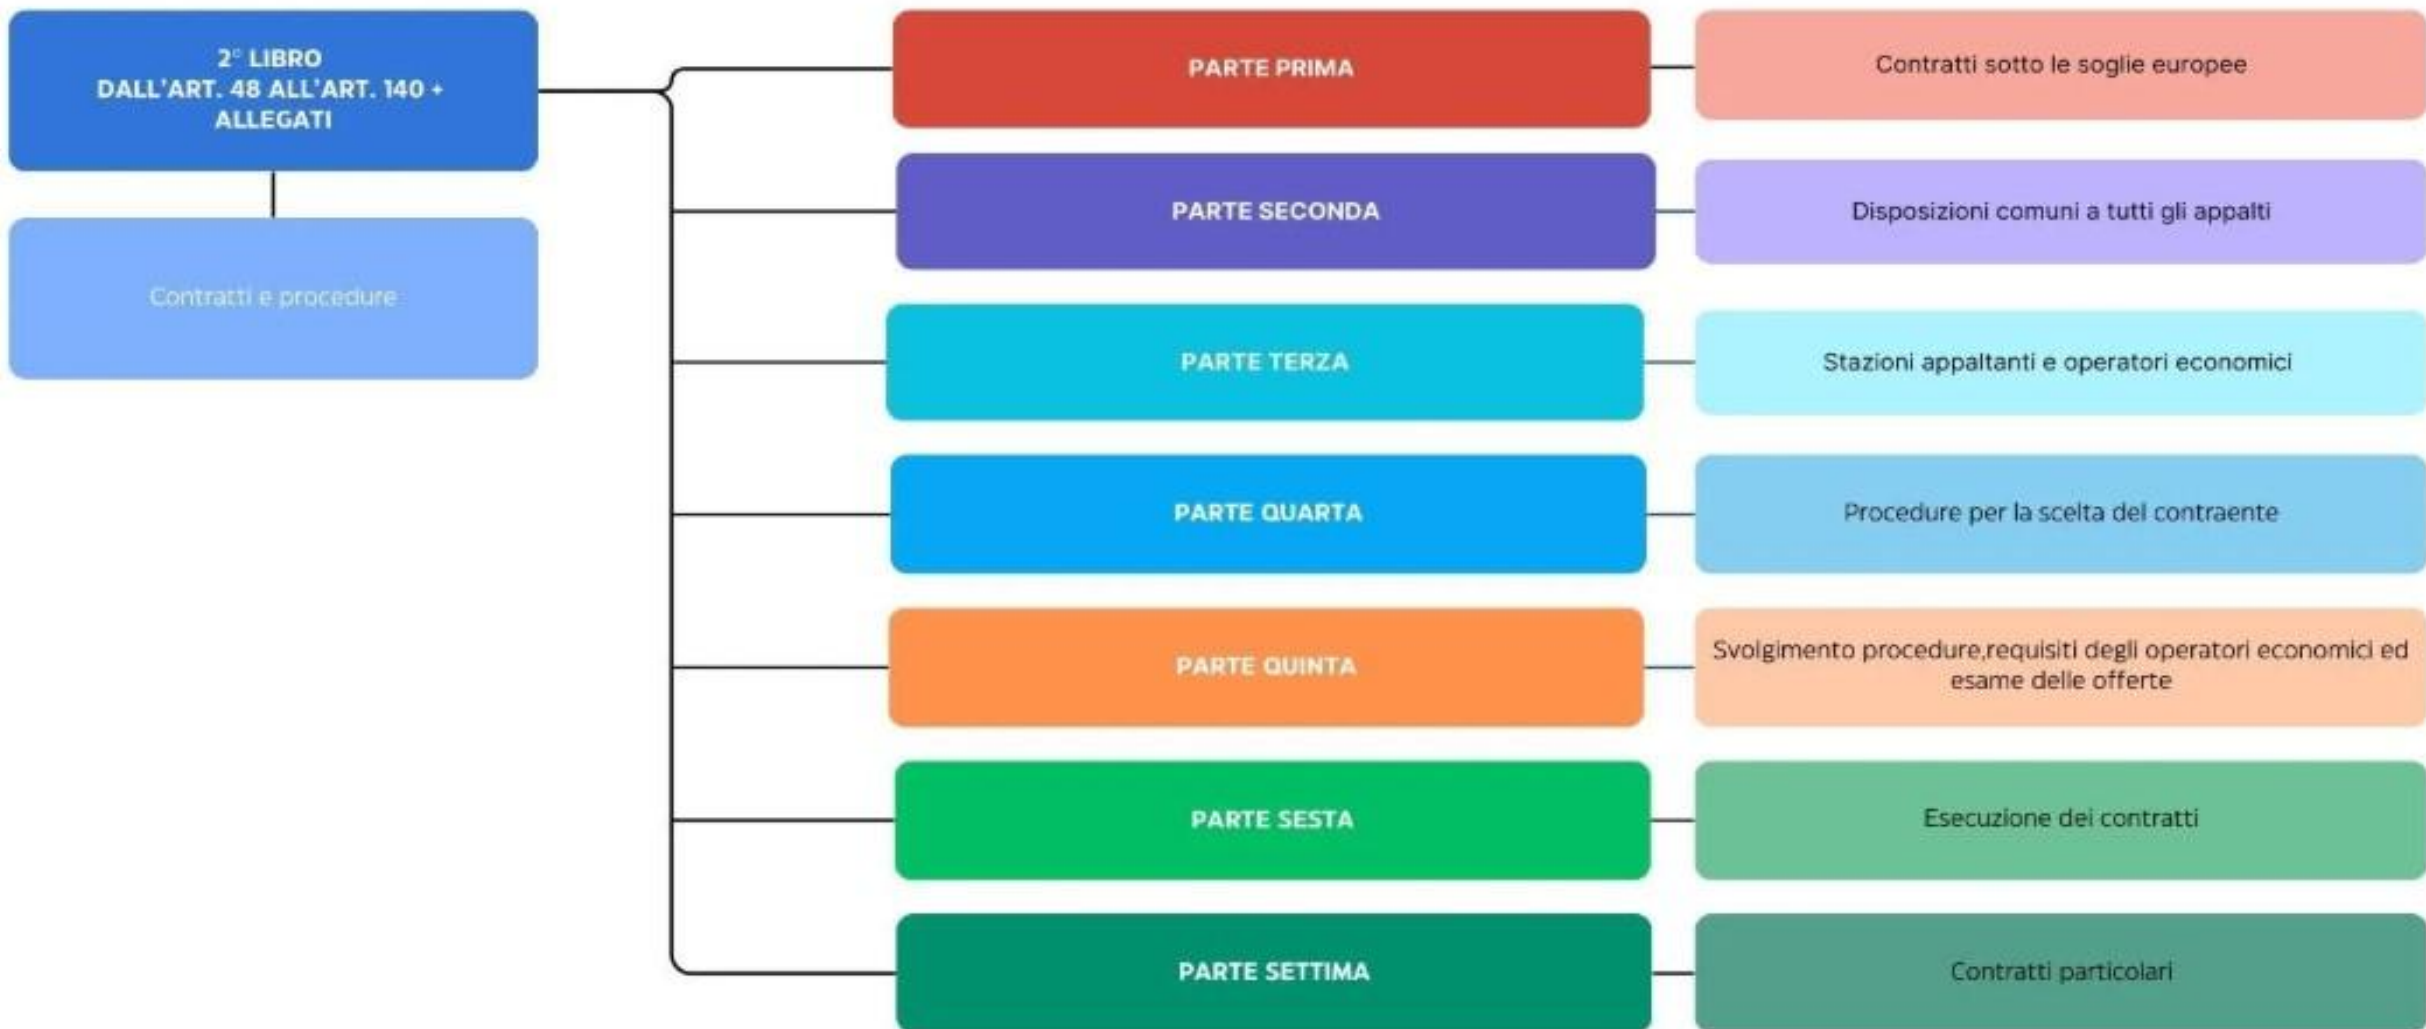 2° LIBRO
DALL'ART. 48 ALL'ART. 140 +
ALLEGATI
Contratti e procedure
PARTE PRIMA
Contratti sotto le soglie europee
PARTE SECONDA
Disposizioni comuni a tutti gli appalti
PARTE TERZA
Stazioni appaltanti e operatori economici
PARTE QUARTA
Procedure per la scelta del contraente
PARTE QUINTA
Svolgimento procedure,requisiti degli operatori economici ed
esame delle offerte
PARTE SESTA
Esecuzione dei contratti
PARTE SETTIMA
Contratti particolari